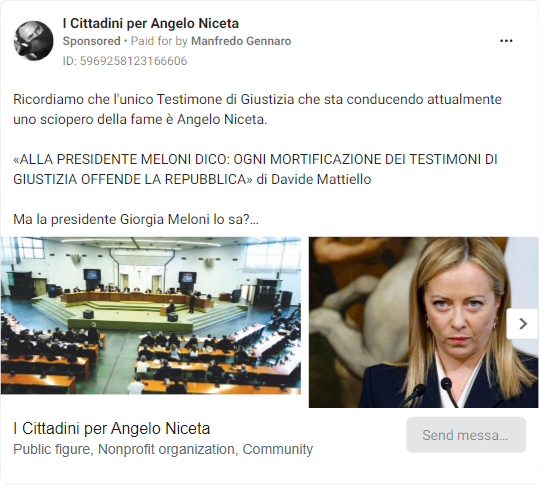 I Cittadini per Angelo Niceta
Sponsored • Paid for by Manfredo Gennaro
ID: 5969258123166606
Ricordiamo che l'unico Testimone di Giustizia che sta conducendo attualmente
uno sciopero della fame è Angelo Niceta.
«ALLA PRESIDENTE MELONI DICO: OGNI MORTIFICAZIONE DEI TESTIMONI DI
GIUSTIZIA OFFENDE LA REPUBBLICA» di Davide Mattiello
Ma la presidente Giorgia Meloni lo sa?...
I Cittadini per Angelo Niceta
Public figure, Nonprofit organization, Community
Send messa...